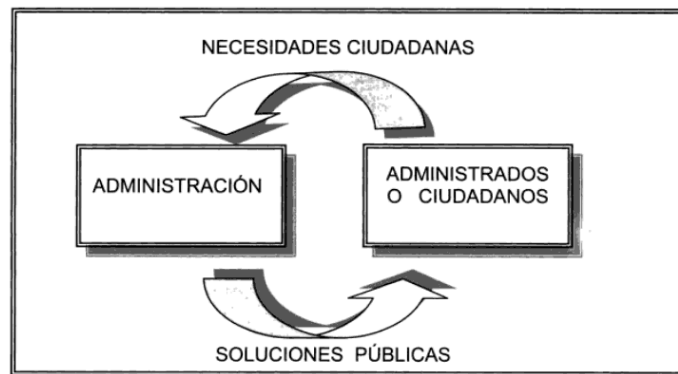 NECESIDADES CIUDADANAS
ADMINISTRACIÓN
ADMINISTRADOS
O CIUDADANOS
SOLUCIONES PÚBLICAS